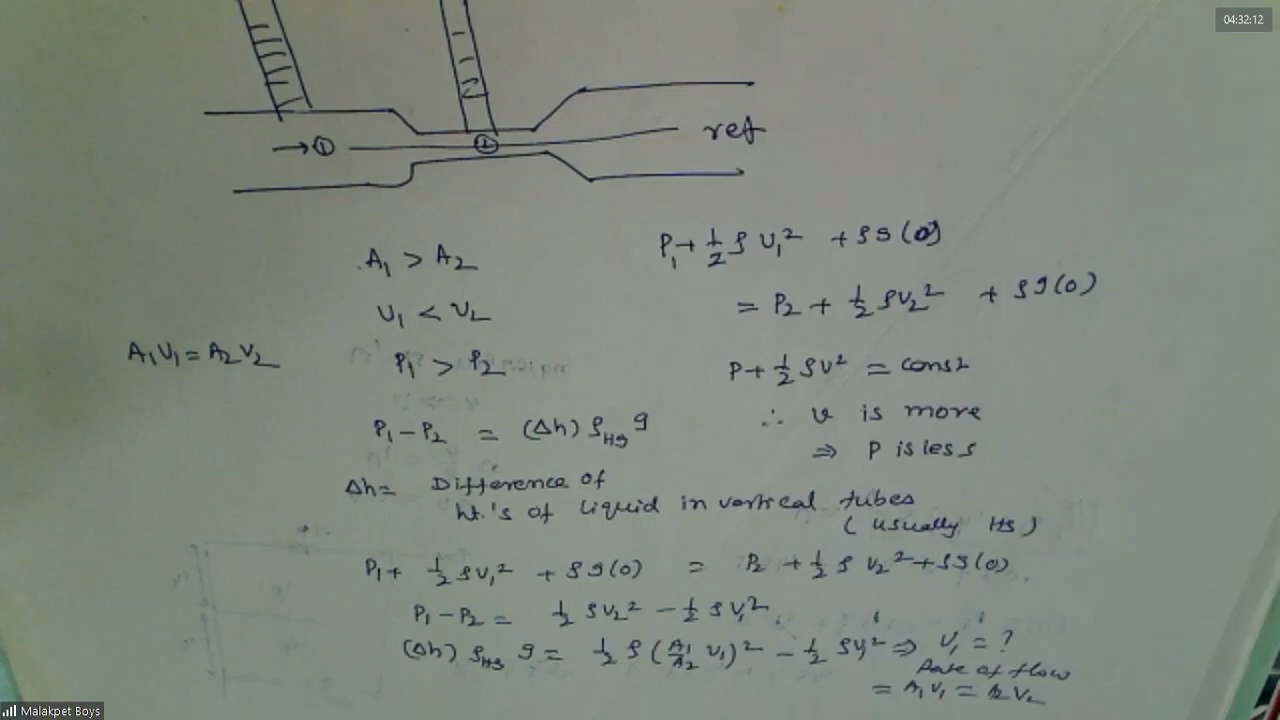 04:32:12
→① ② ref
P₁+ ½ ρ v₁² + ρg(0)
A₁ > A₂
= P₂ + ½ ρv₂² + ρg(0)
v₁ < v₂
A₁v₁ = A₂v₂
P₁ > P₂
P + ½ ρv² = const
P₁ - P₂ = (Δh) ρHg g
∴ v is more
⇒ P is less
Δh = Difference of
ht.'s of liquid in vertical tubes
(usually Hg)
P₁ + ½ ρv₁² + ρg(0) = P₂ + ½ ρ v₂² + ρg(0)
P₁ - P₂ = ½ ρv₂² - ½ ρv₁²
(Δh) ρHg g = ½ ρ (A₁/A₂ v₁)² - ½ ρv₁² ⇒ v₁ = ?
Rate of flow
= A₁v₁ = A₂v₂
Malakpet Boys